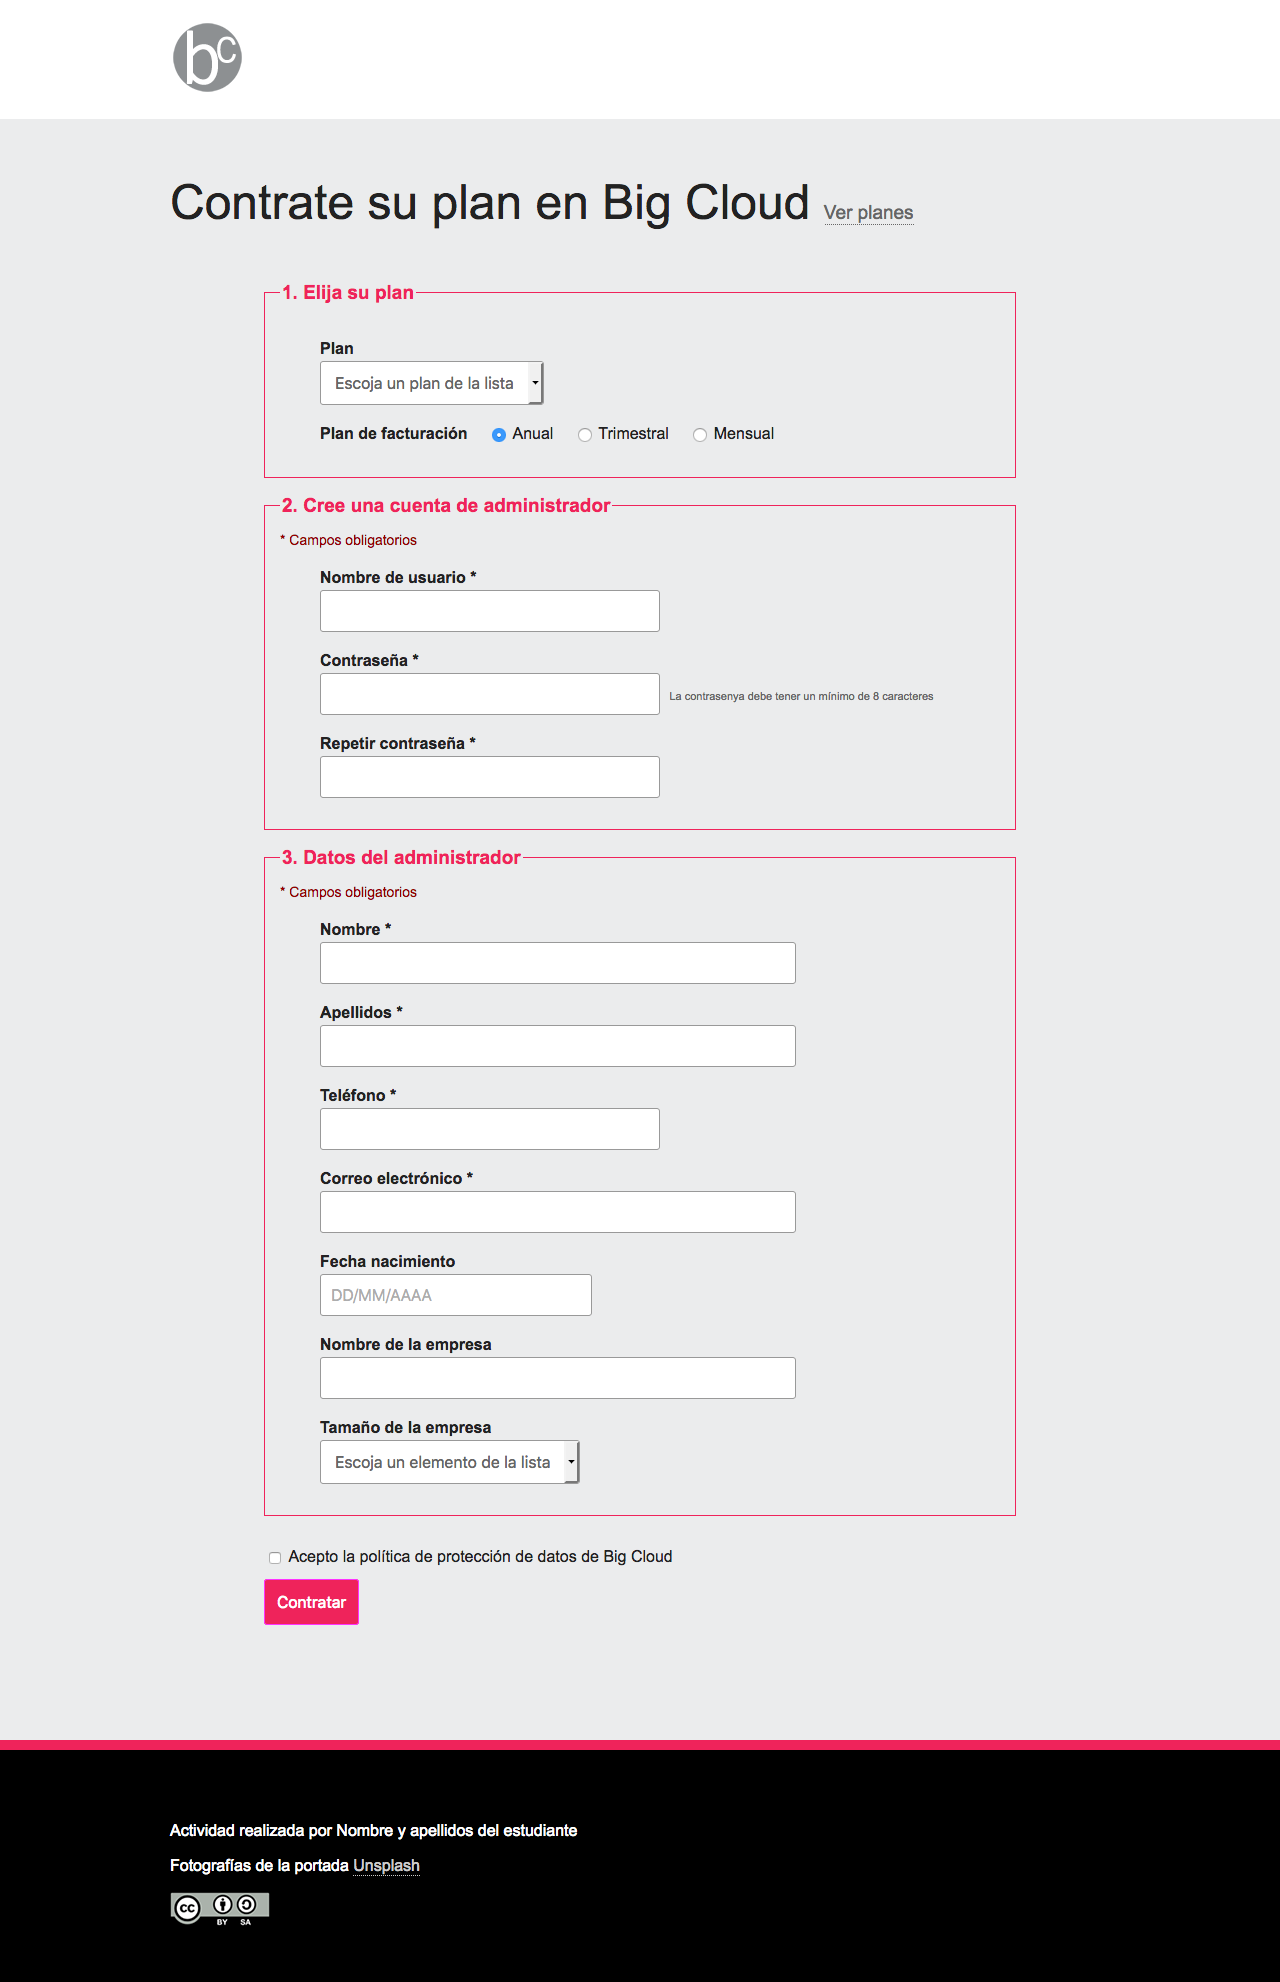 bc
Contrate su plan en Big Cloud Ver planes
1. Elija su plan
Plan
Escoja un plan de la lista
Plan de facturación Anual Trimestral Mensual
2. Cree una cuenta de administrador
* Campos obligatorios
Nombre de usuario *
Contraseña *
La contrasenya debe tener un mínimo de 8 caracteres
Repetir contraseña *
3. Datos del administrador
* Campos obligatorios
Nombre *
Apellidos *
Teléfono *
Correo electrónico *
Fecha nacimiento
DD/MM/AAAA
Nombre de la empresa
Tamaño de la empresa
Escoja un elemento de la lista
Acepto la política de protección de datos de Big Cloud
Contratar
Actividad realizada por Nombre y apellidos del estudiante
Fotografías de la portada Unsplash
cc BY SA